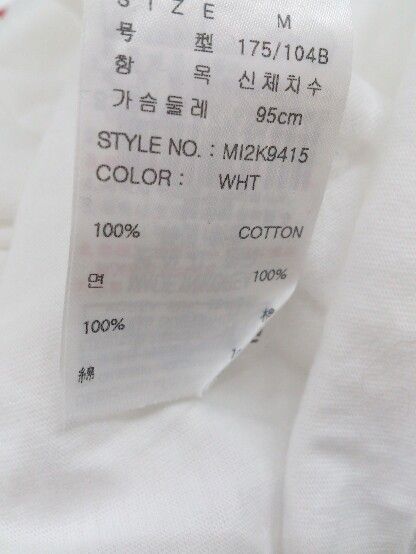 SIZE M
号 型 175/104B
항 목 신체치수
가슴둘레 95cm
STYLE NO. : MI2K9415
COLOR : WHT
100% COTTON
면 100%
100%
綿